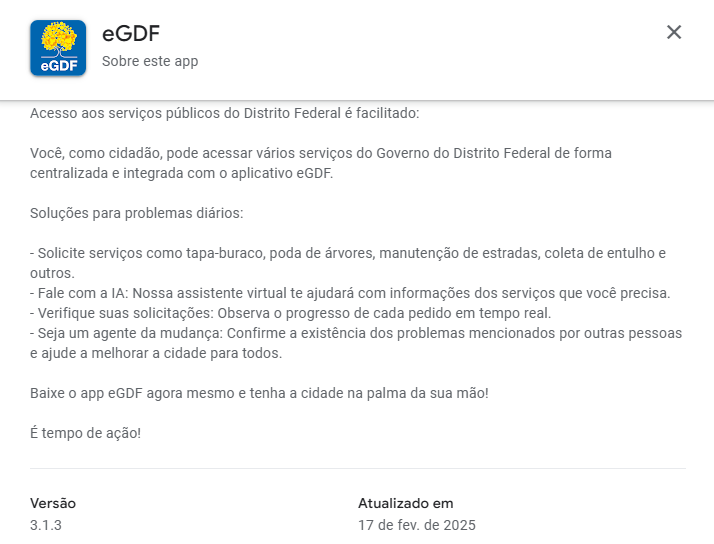 eGDF
eGDF
Sobre este app
Acesso aos serviços públicos do Distrito Federal é facilitado:
Você, como cidadão, pode acessar vários serviços do Governo do Distrito Federal de forma
centralizada e integrada com o aplicativo eGDF.
Soluções para problemas diários:
- Solicite serviços como tapa-buraco, poda de árvores, manutenção de estradas, coleta de entulho e
outros.
- Fale com a IA: Nossa assistente virtual te ajudará com informações dos serviços que você precisa.
- Verifique suas solicitações: Observa o progresso de cada pedido em tempo real.
- Seja um agente da mudança: Confirme a existência dos problemas mencionados por outras pessoas
e ajude a melhorar a cidade para todos.
Baixe o app eGDF agora mesmo e tenha a cidade na palma da sua mão!
É tempo de ação!
Versão
3.1.3
Atualizado em
17 de fev. de 2025